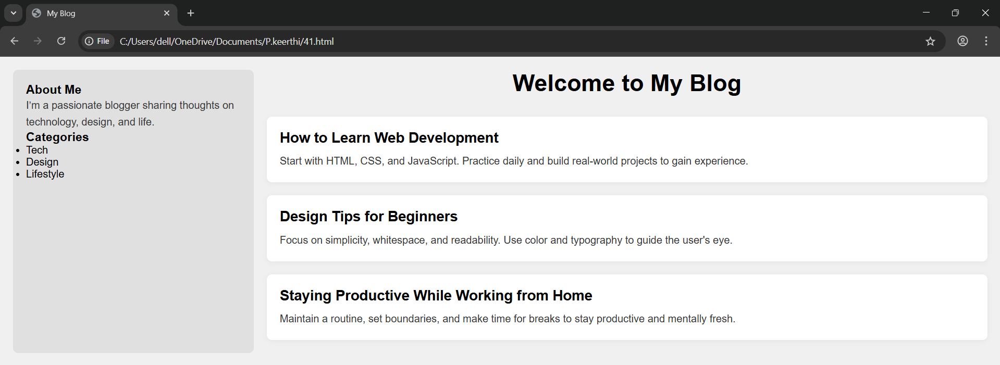 My Blog
File
C:/Users/dell/OneDrive/Documents/P.keerthi/41.html
About Me
I'm a passionate blogger sharing thoughts on
technology, design, and life.
Categories
• Tech
• Design
• Lifestyle
Welcome to My Blog
How to Learn Web Development
Start with HTML, CSS, and JavaScript. Practice daily and build real-world projects to gain experience.
Design Tips for Beginners
Focus on simplicity, whitespace, and readability. Use color and typography to guide the user's eye.
Staying Productive While Working from Home
Maintain a routine, set boundaries, and make time for breaks to stay productive and mentally fresh.